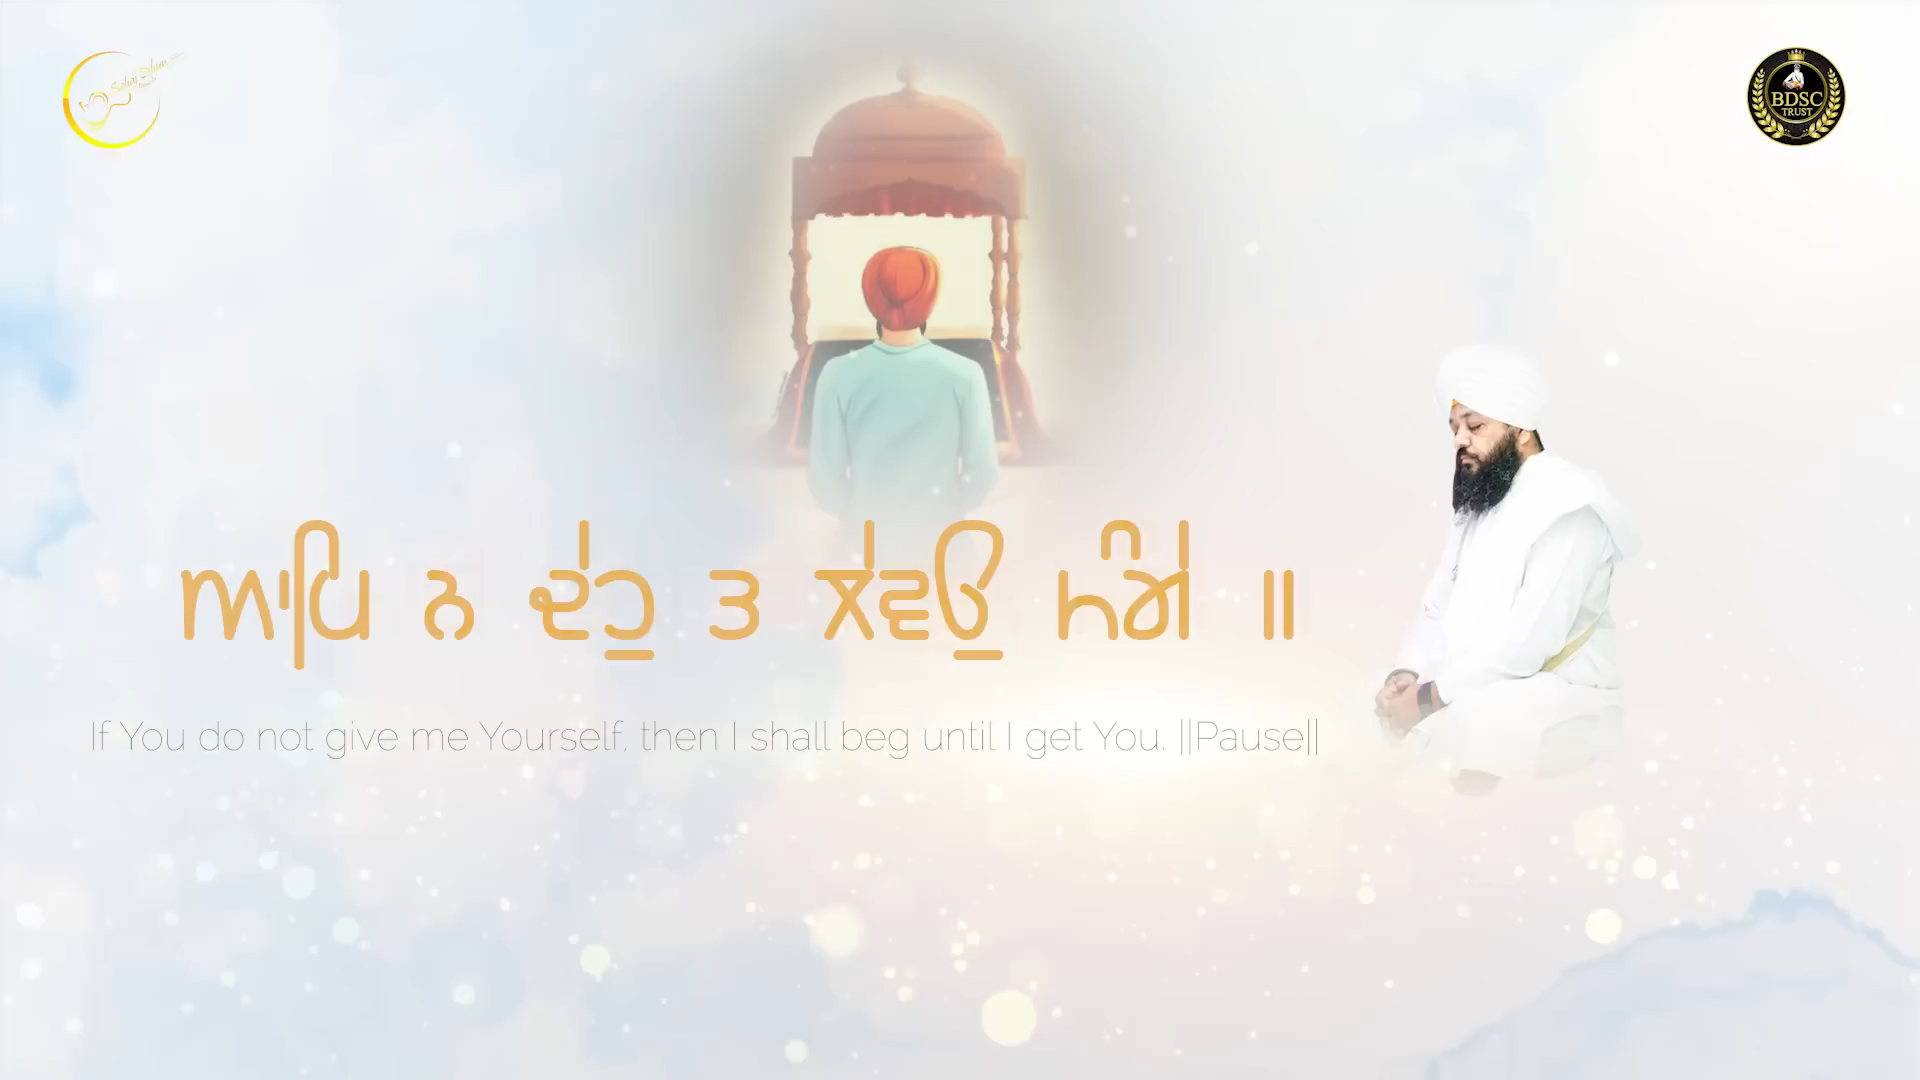 BDSC
TRUST
ਆਪਿ ਨ ਦੇਹੁ ਤ ਲੇਵਉ ਮੰਗੇ ॥
If You do not give me Yourself, then I shall beg until I get You. ||Pause||